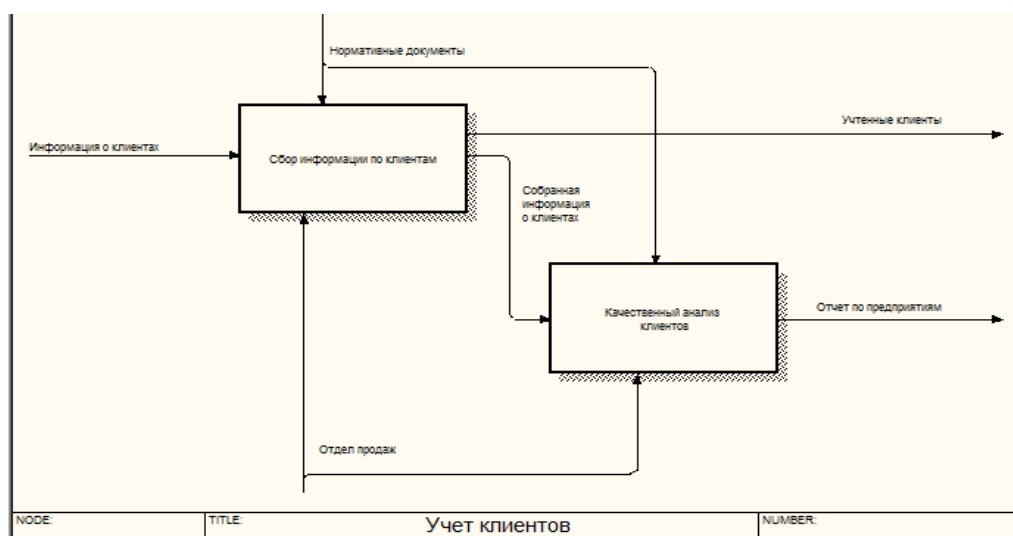 Нормативные документы
Учтенные клиенты
Информация о клиентах
Сбор информации по клиентам
Собранная
информация
о клиентах
Качественный анализ
клиентов
Отчет по предприятиям
Отдел продаж
NODE:
TITLE:
Учет клиентов
NUMBER: